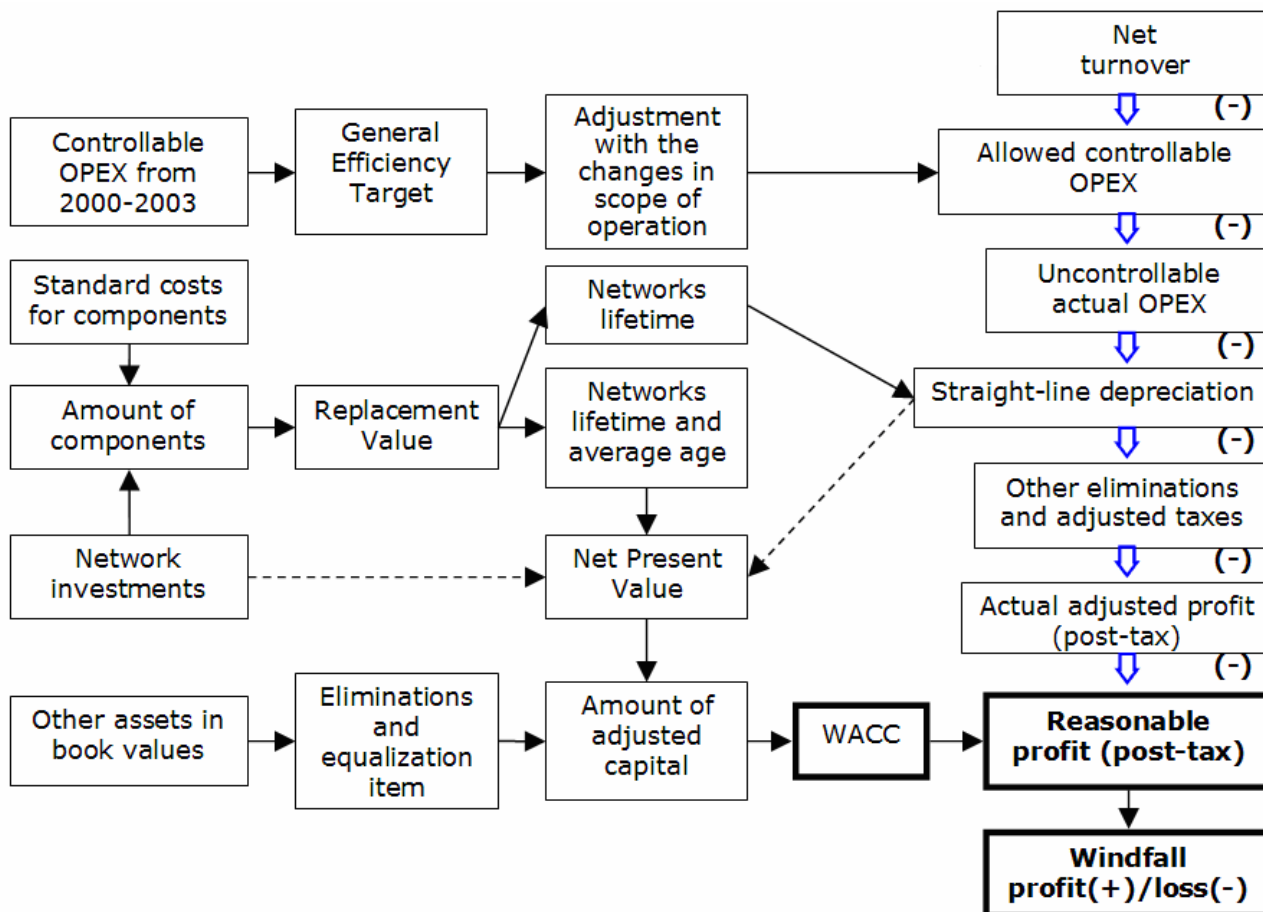 Net
turnover
(-)
Controllable
OPEX from
2000-2003
General
Efficiency
Target
Adjustment
with the
changes in
scope of
operation
Allowed controllable
OPEX
(-)
Standard costs
for components
Networks
lifetime
Uncontrollable
actual OPEX
(-)
Amount of
components
Replacement
Value
Networks
lifetime and
average age
Straight-line depreciation
(-)
Other eliminations
and adjusted taxes
(-)
Network
investments
Net Present
Value
Actual adjusted profit
(post-tax)
(-)
Other assets in
book values
Eliminations
and
equalization
item
Amount of
adjusted
capital
WACC
Reasonable
profit (post-tax)
Windfall
profit(+)/loss(-)